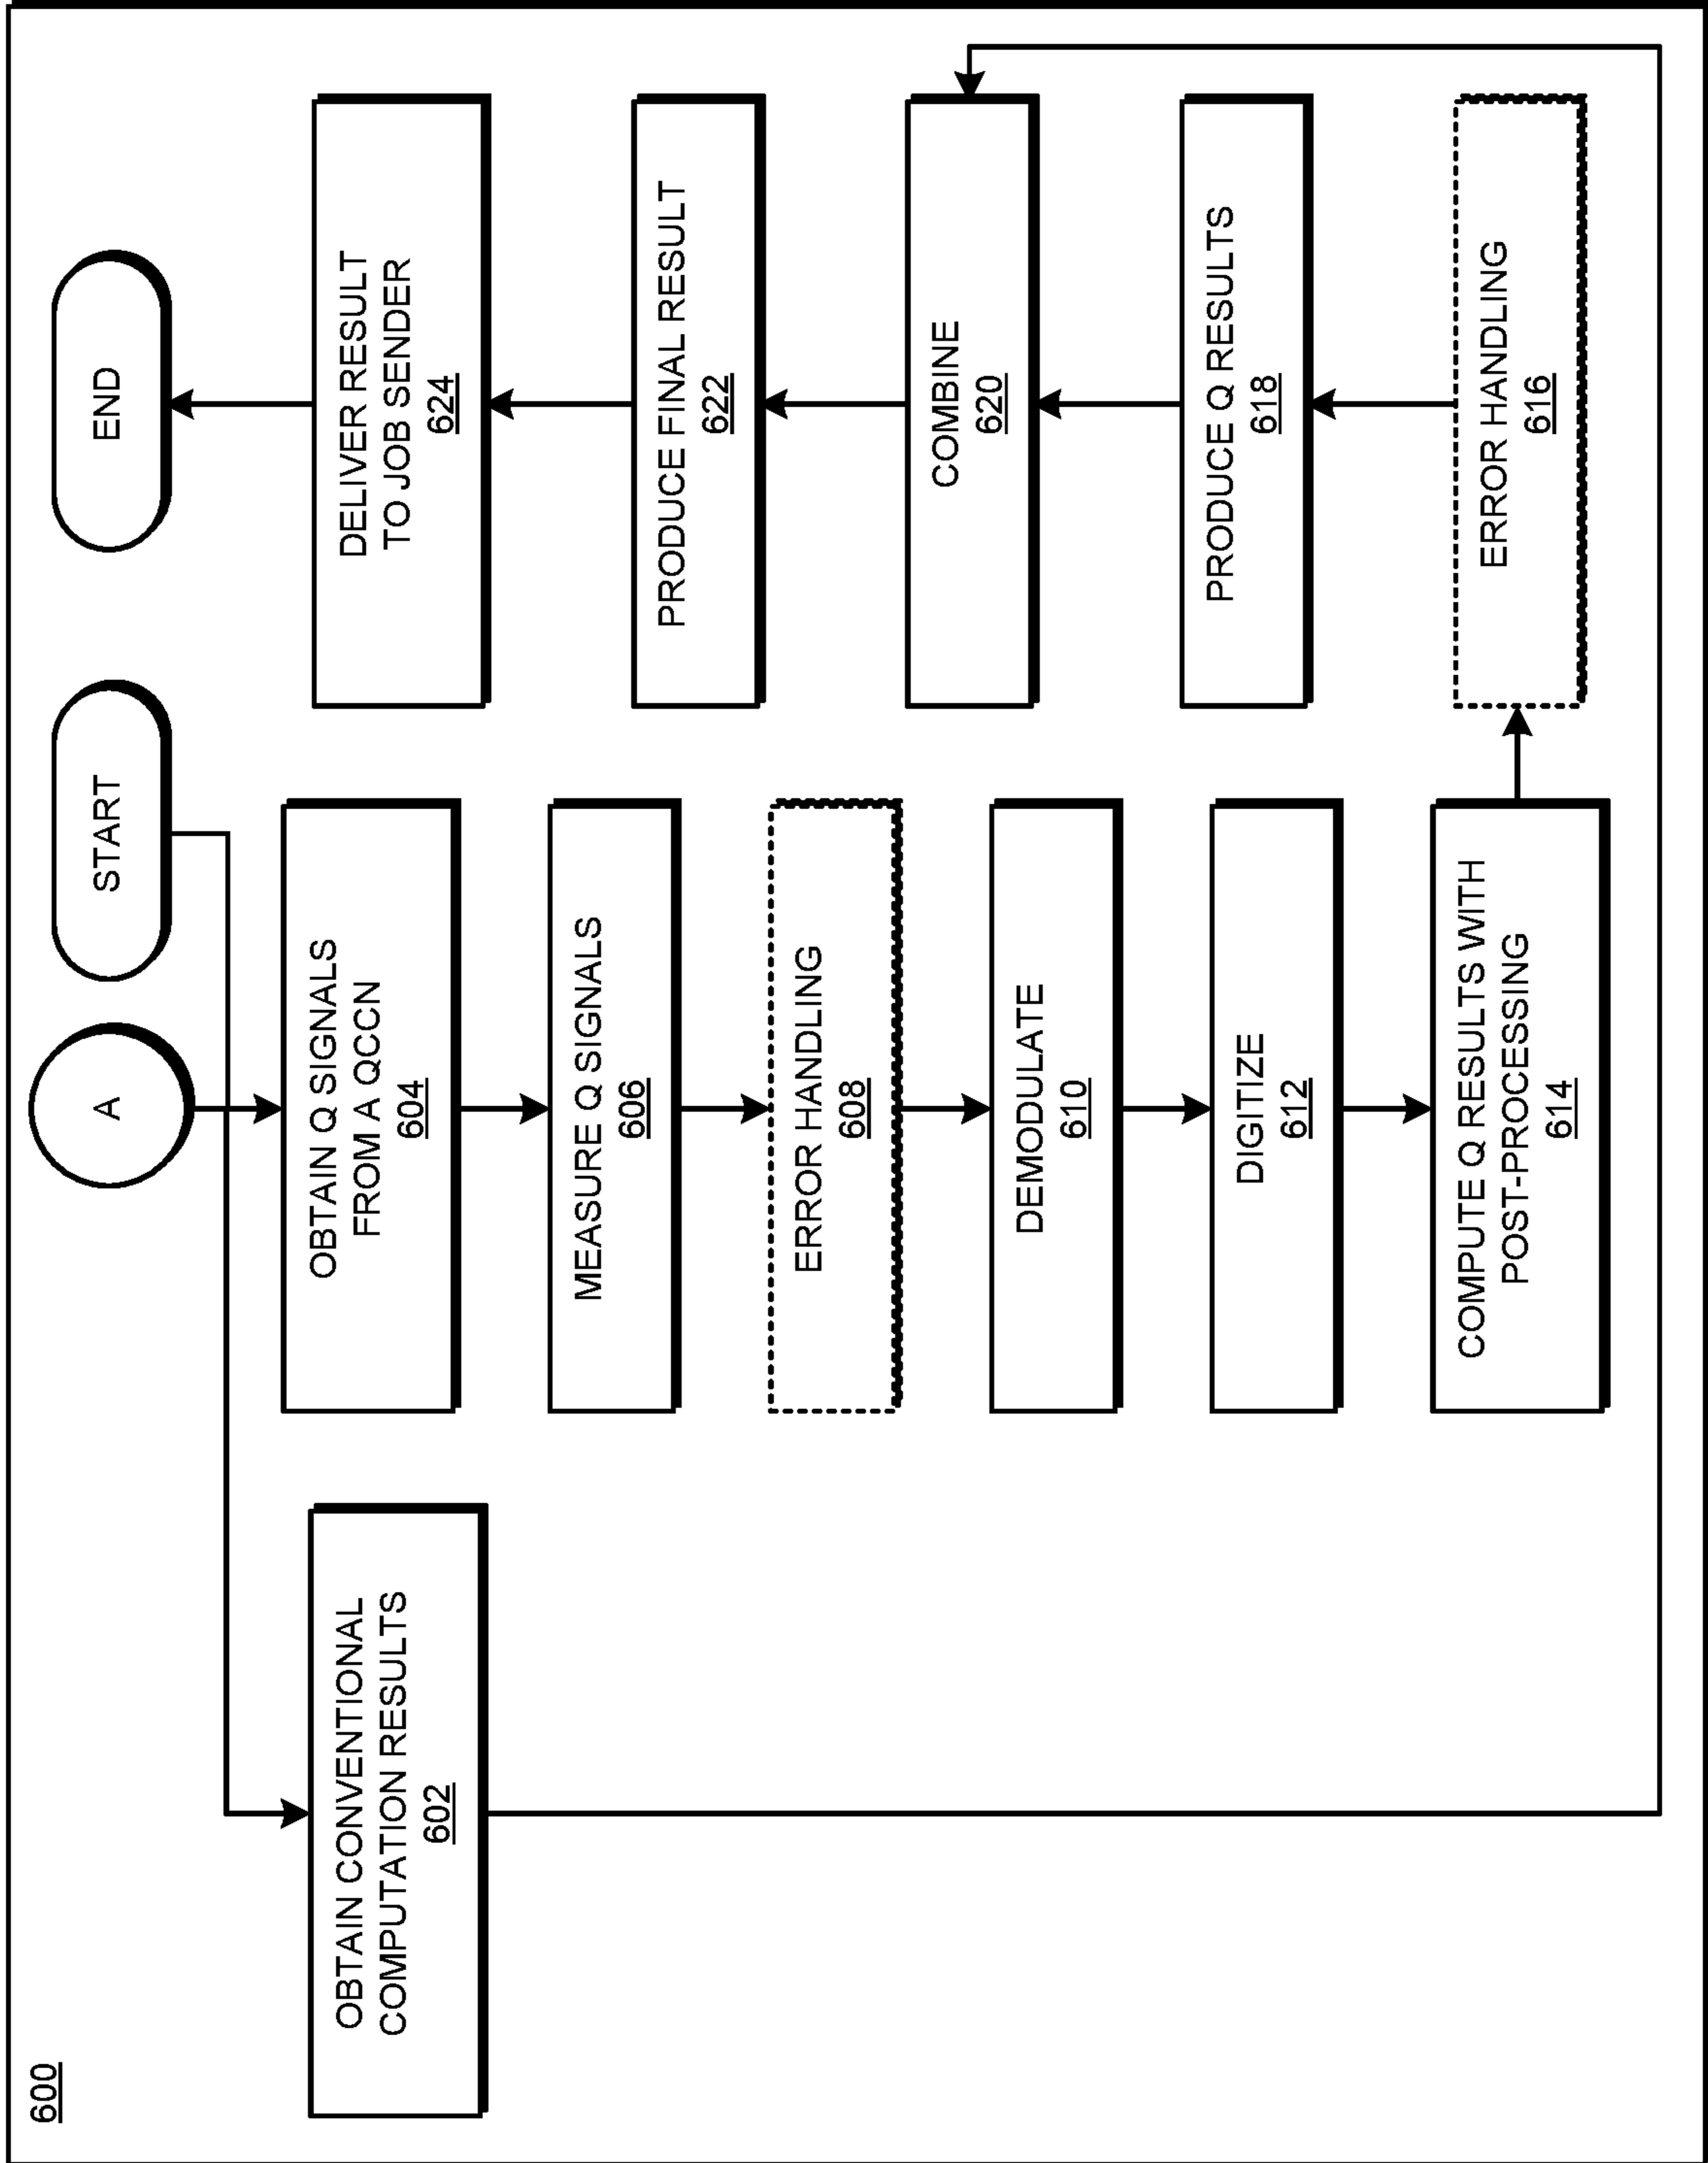 600
A
START
END
OBTAIN CONVENTIONAL
COMPUTATION RESULTS
602
OBTAIN Q SIGNALS
FROM A QCCN
604
MEASURE Q SIGNALS
606
ERROR HANDLING
608
DEMODULATE
610
DIGITIZE
612
COMPUTE Q RESULTS WITH
POST-PROCESSING
614
ERROR HANDLING
616
PRODUCE Q RESULTS
618
COMBINE
620
PRODUCE FINAL RESULT
622
DELIVER RESULT
TO JOB SENDER
624